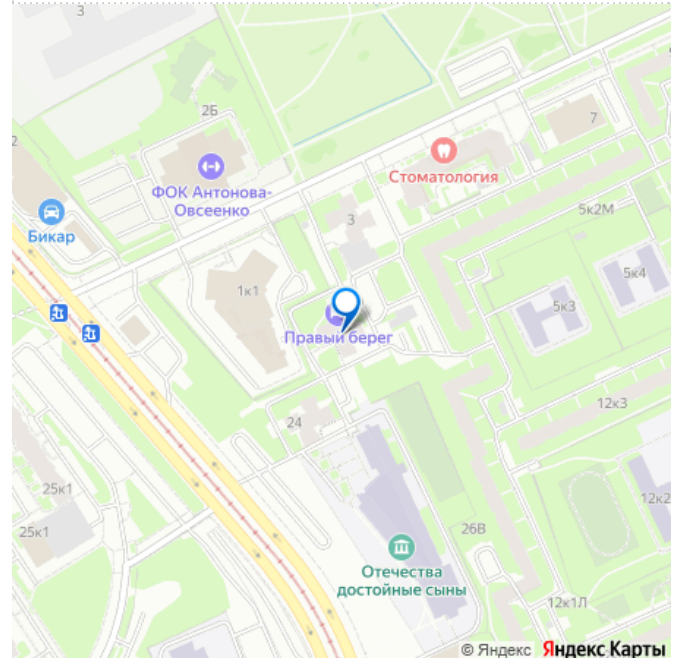 3
2Б
7
2
ФОК Антонова-
Овсеенко
Стоматология
Бикар
3
5к2М
5к4
1к1
5к3
Правый берег
12к3
24
25к1
12к2
25к1
26В
Отечества
достойные сыны
12к1Л
© Яндекс Яндекс Карты